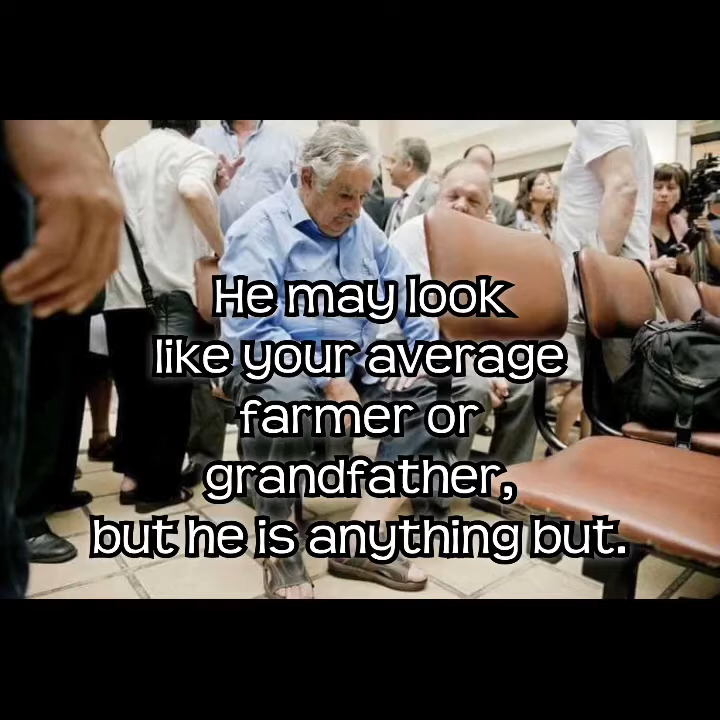 He may look
like your average
farmer or
grandfather,
but he is anything but.